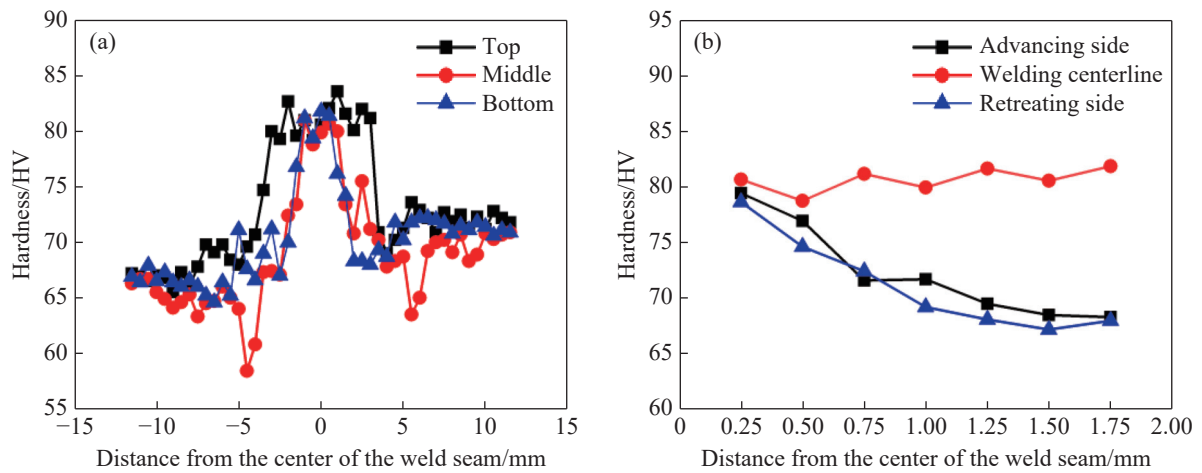 (a)
Top
Middle
Bottom
Hardness/HV
90
85
80
75
70
65
60
55
−15
−10
−5
0
5
10
15
Distance from the center of the weld seam/mm
(b)
Advancing side
Welding centerline
Retreating side
Hardness/HV
95
90
85
80
75
70
65
60
0
0.25
0.50
0.75
1.00
1.25
1.50
1.75
2.00
Distance from the center of the weld seam/mm